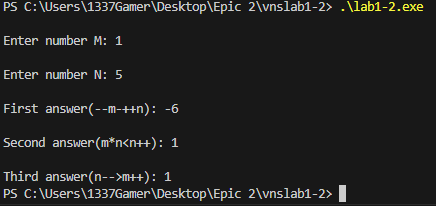 PS C:\Users\1337Gamer\Desktop\Epic 2\vnslab1-2> .\lab1-2.exe
Enter number M: 1
Enter number N: 5
First answer(--m-++n): -6
Second answer(m*n<n++): 1
Third answer(n-->m++): 1
PS C:\Users\1337Gamer\Desktop\Epic 2\vnslab1-2>